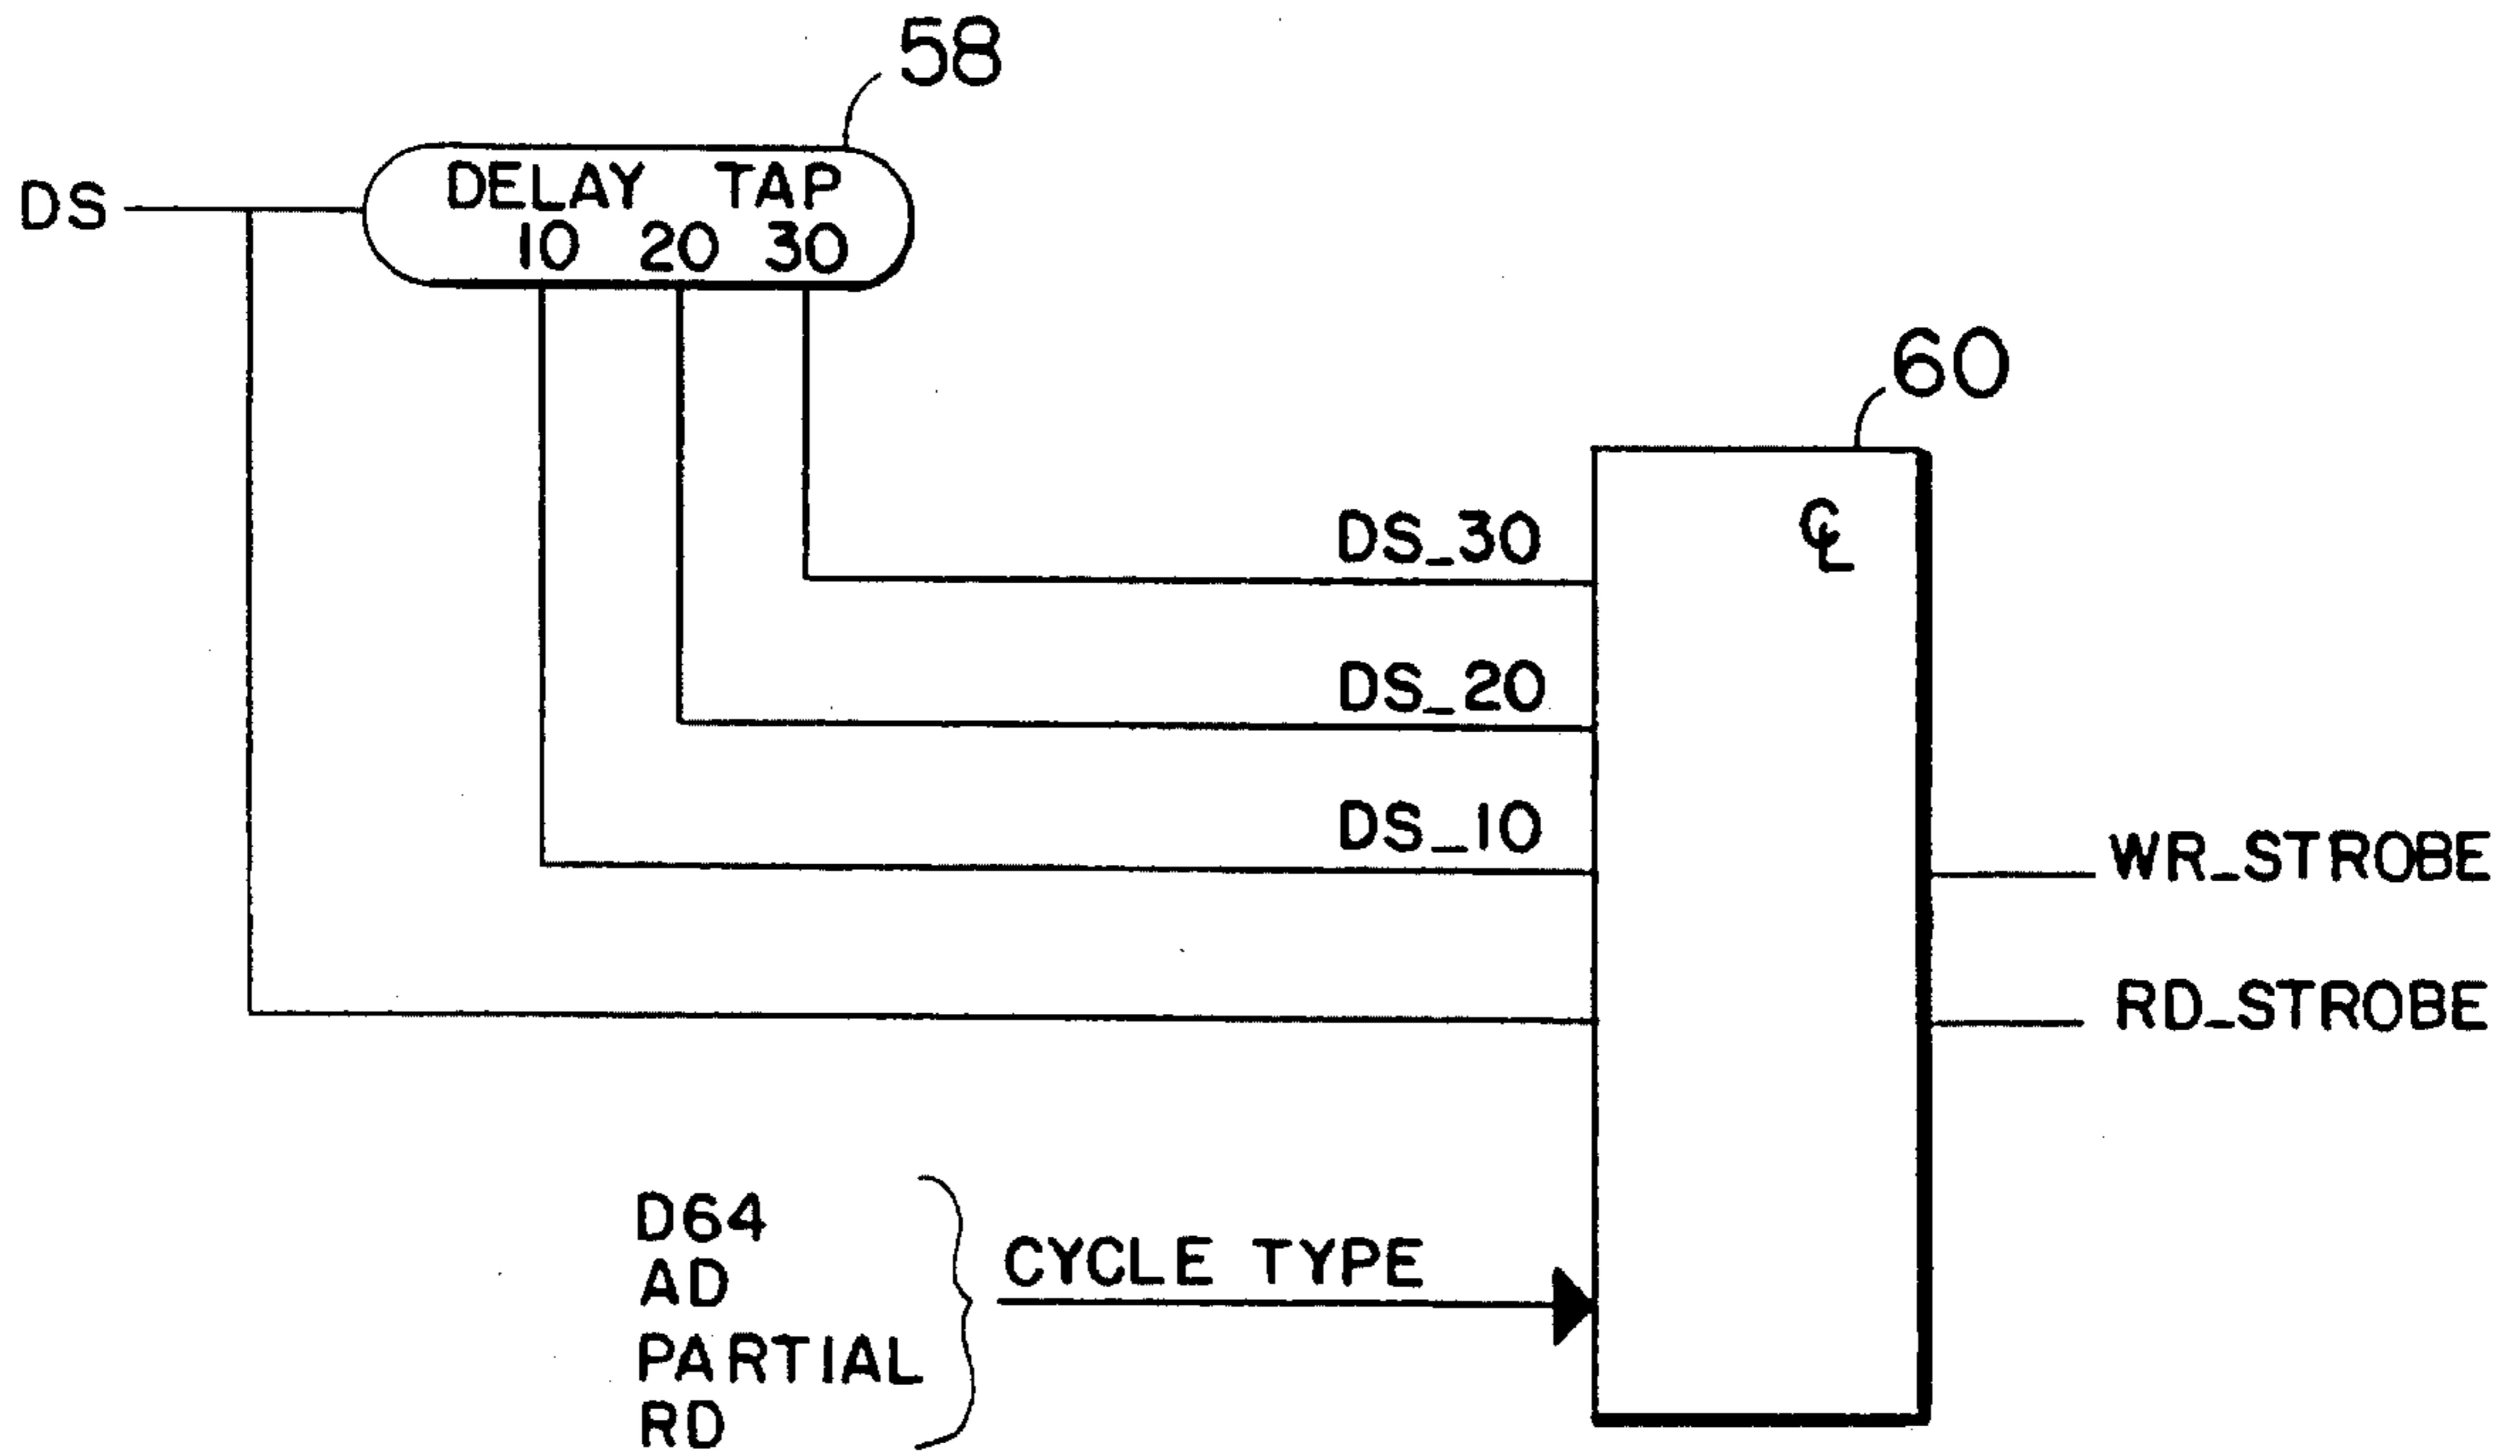 58
DS
DELAY TAP
10 20 30
60
DS_30
CL
DS_20
DS_10
WR_STROBE
RD_STROBE
D64
AD
PARTIAL
RD
CYCLE TYPE